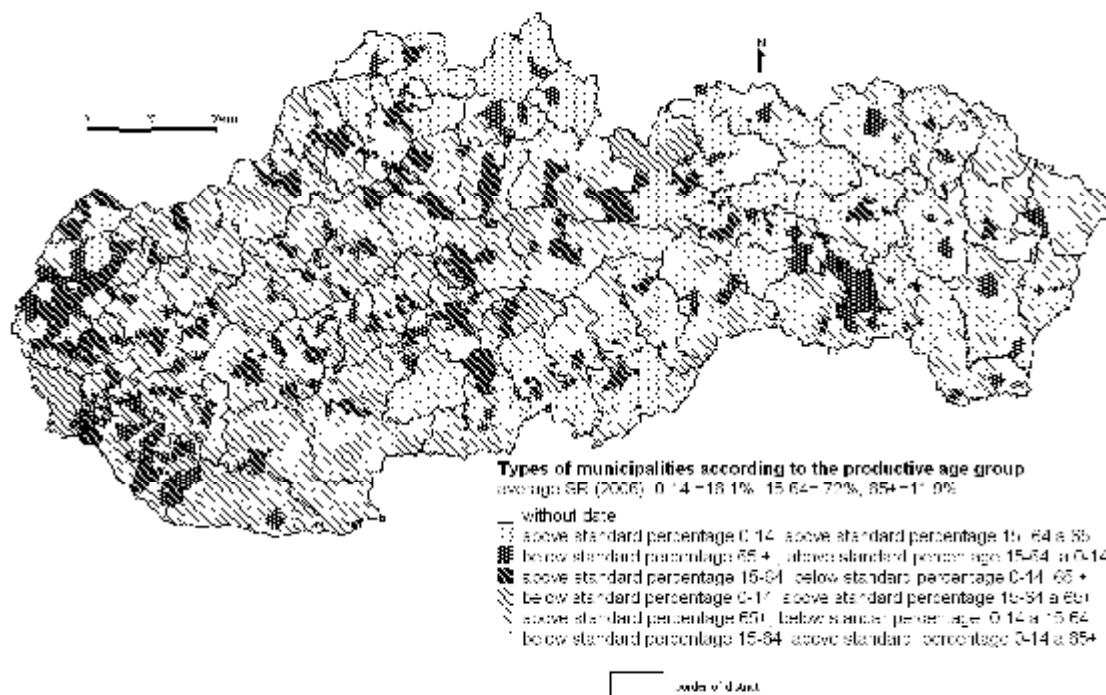 N
Types of municipalities according to the productive age group
average SR (2006) 0-14 =16.1% 15-64= 72%, 65+=11.9%
without date
above standard percentage 0-14 above standard percentage 15 64 a 65
below standard percentage 65 + , above standard percentage 15-64 a 0-14
above standard percentage 15-64 below standard percentage 0-14 65 +
below standard percentage 0-14 above standard percentage 15-64 a 65+
above standard percentage 65+, below standar percentage 0-14 a 15-64
below standard percentage 15-64 above standard percentage 0-14 a 65+
border of district